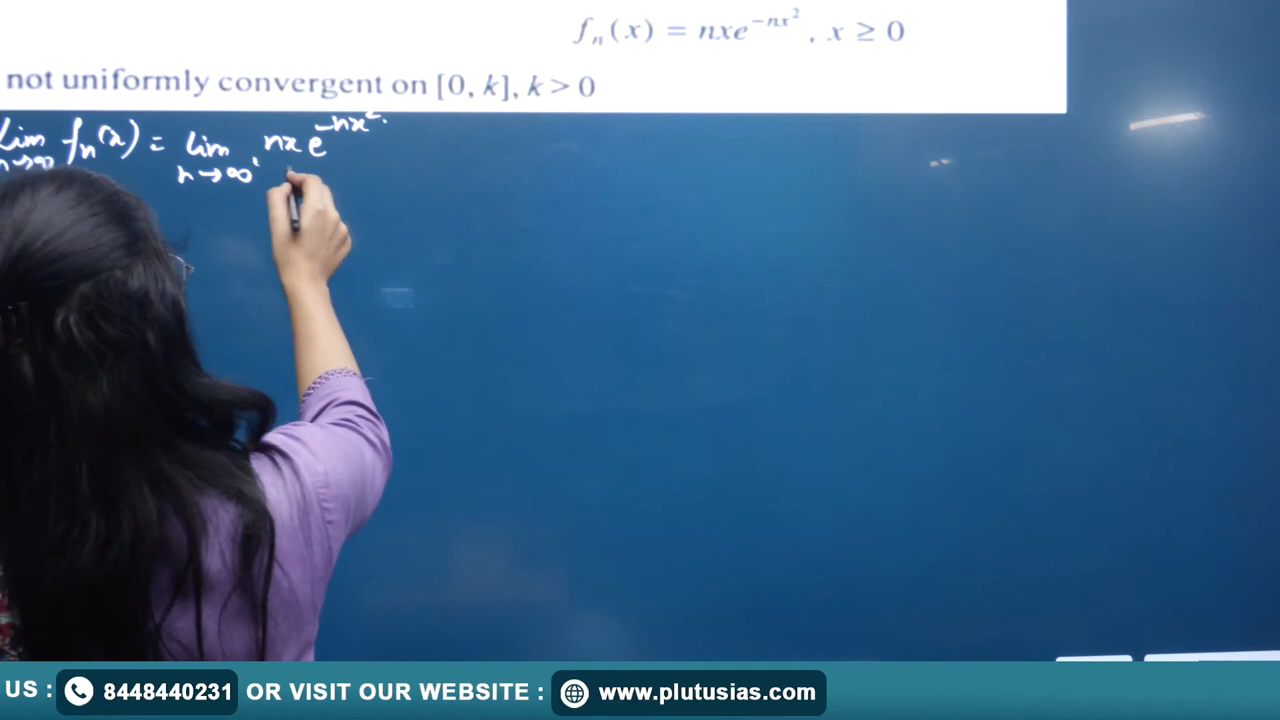 fₙ(x) = nxe^{-nx²}, x ≥ 0
not uniformly convergent on [0, k], k > 0
lim n→∞ fₙ(x) = lim n→∞ nx e^{-nx²}.
US : 8448440231 OR VISIT OUR WEBSITE : www.plutusias.com